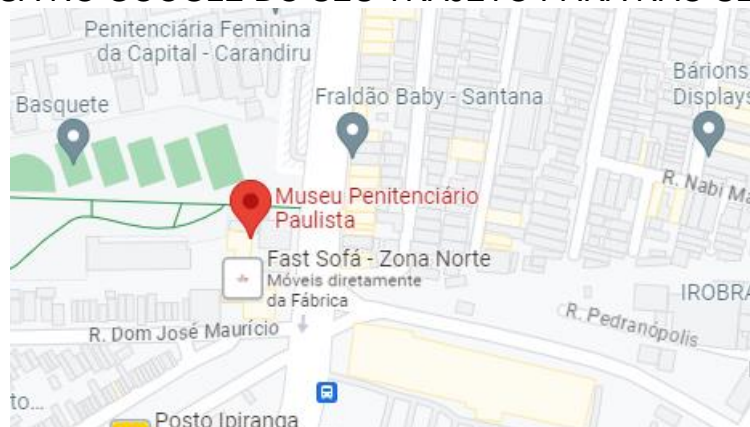 Penitenciária Feminina
da Capital - Carandiru
Bárions
Displays
Basquete
Fraldão Baby - Santana
R. Nabi Ma
Museu Penitenciário
Paulista
Fast Sofá - Zona Norte
Móveis diretamente
da Fábrica
IROBRA
R. Pedranópolis
R. Dom José Maurício
to...
Posto Ipiranga